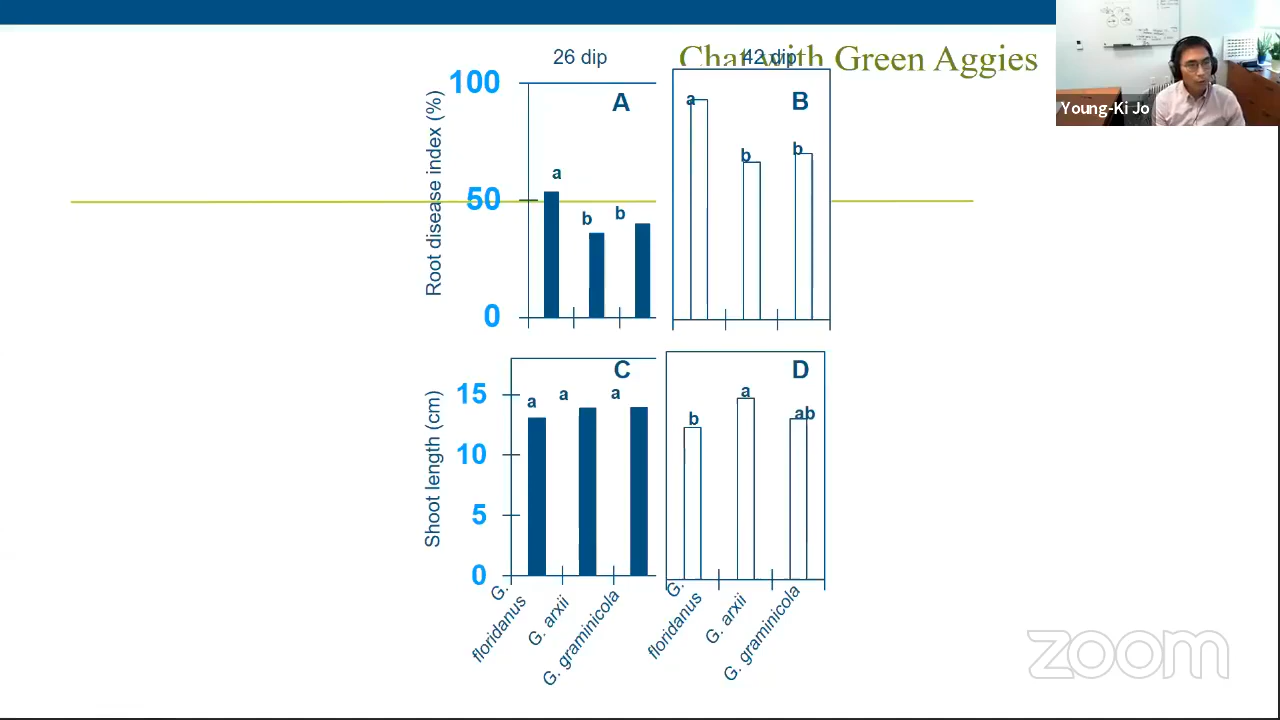 Chat with Green Aggies
26 dip
42 dip
Young-Ki Jo
Root disease index (%)
100
50
0
A
a
b
b
B
a
b
b
Shoot length (cm)
15
10
5
0
C
a
a
a
D
b
a
ab
G. floridanus
G. arxii
G. graminicola
G. floridanus
G. arxii
G. graminicola
zoom